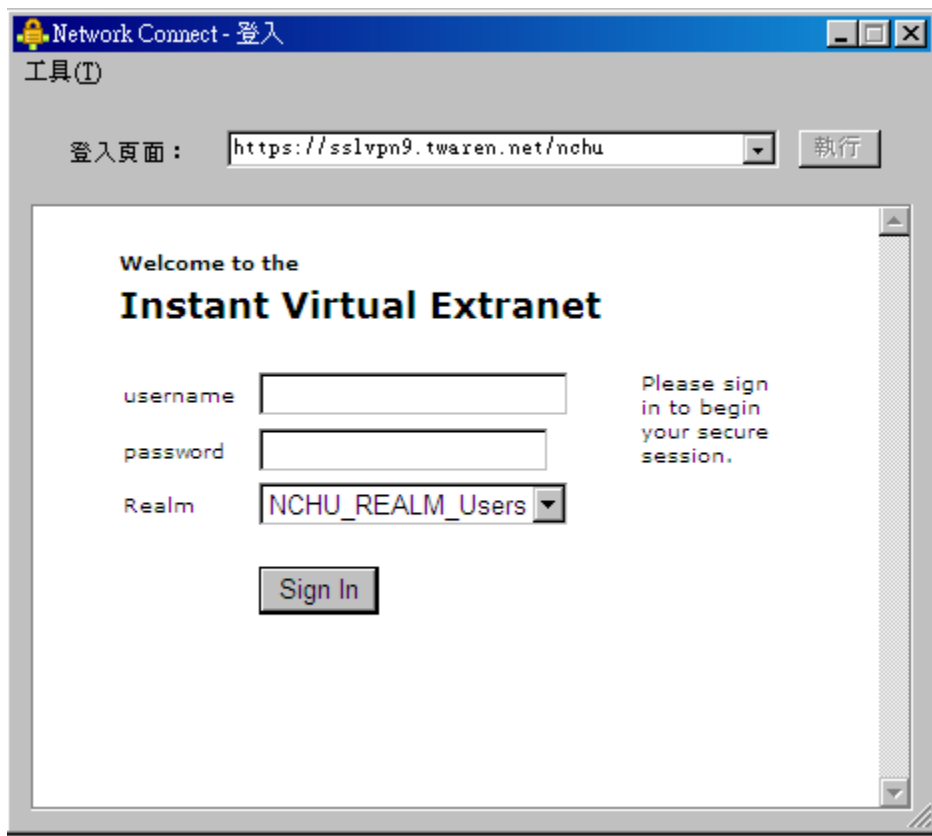 Network Connect - 登入
工具(T)
登入頁面：
https://sslvpn9.twaren.net/nchu
執行
Welcome to the
Instant Virtual Extranet
username
Please sign
in to begin
your secure
session.
password
Realm
NCHU_REALM_Users
Sign In